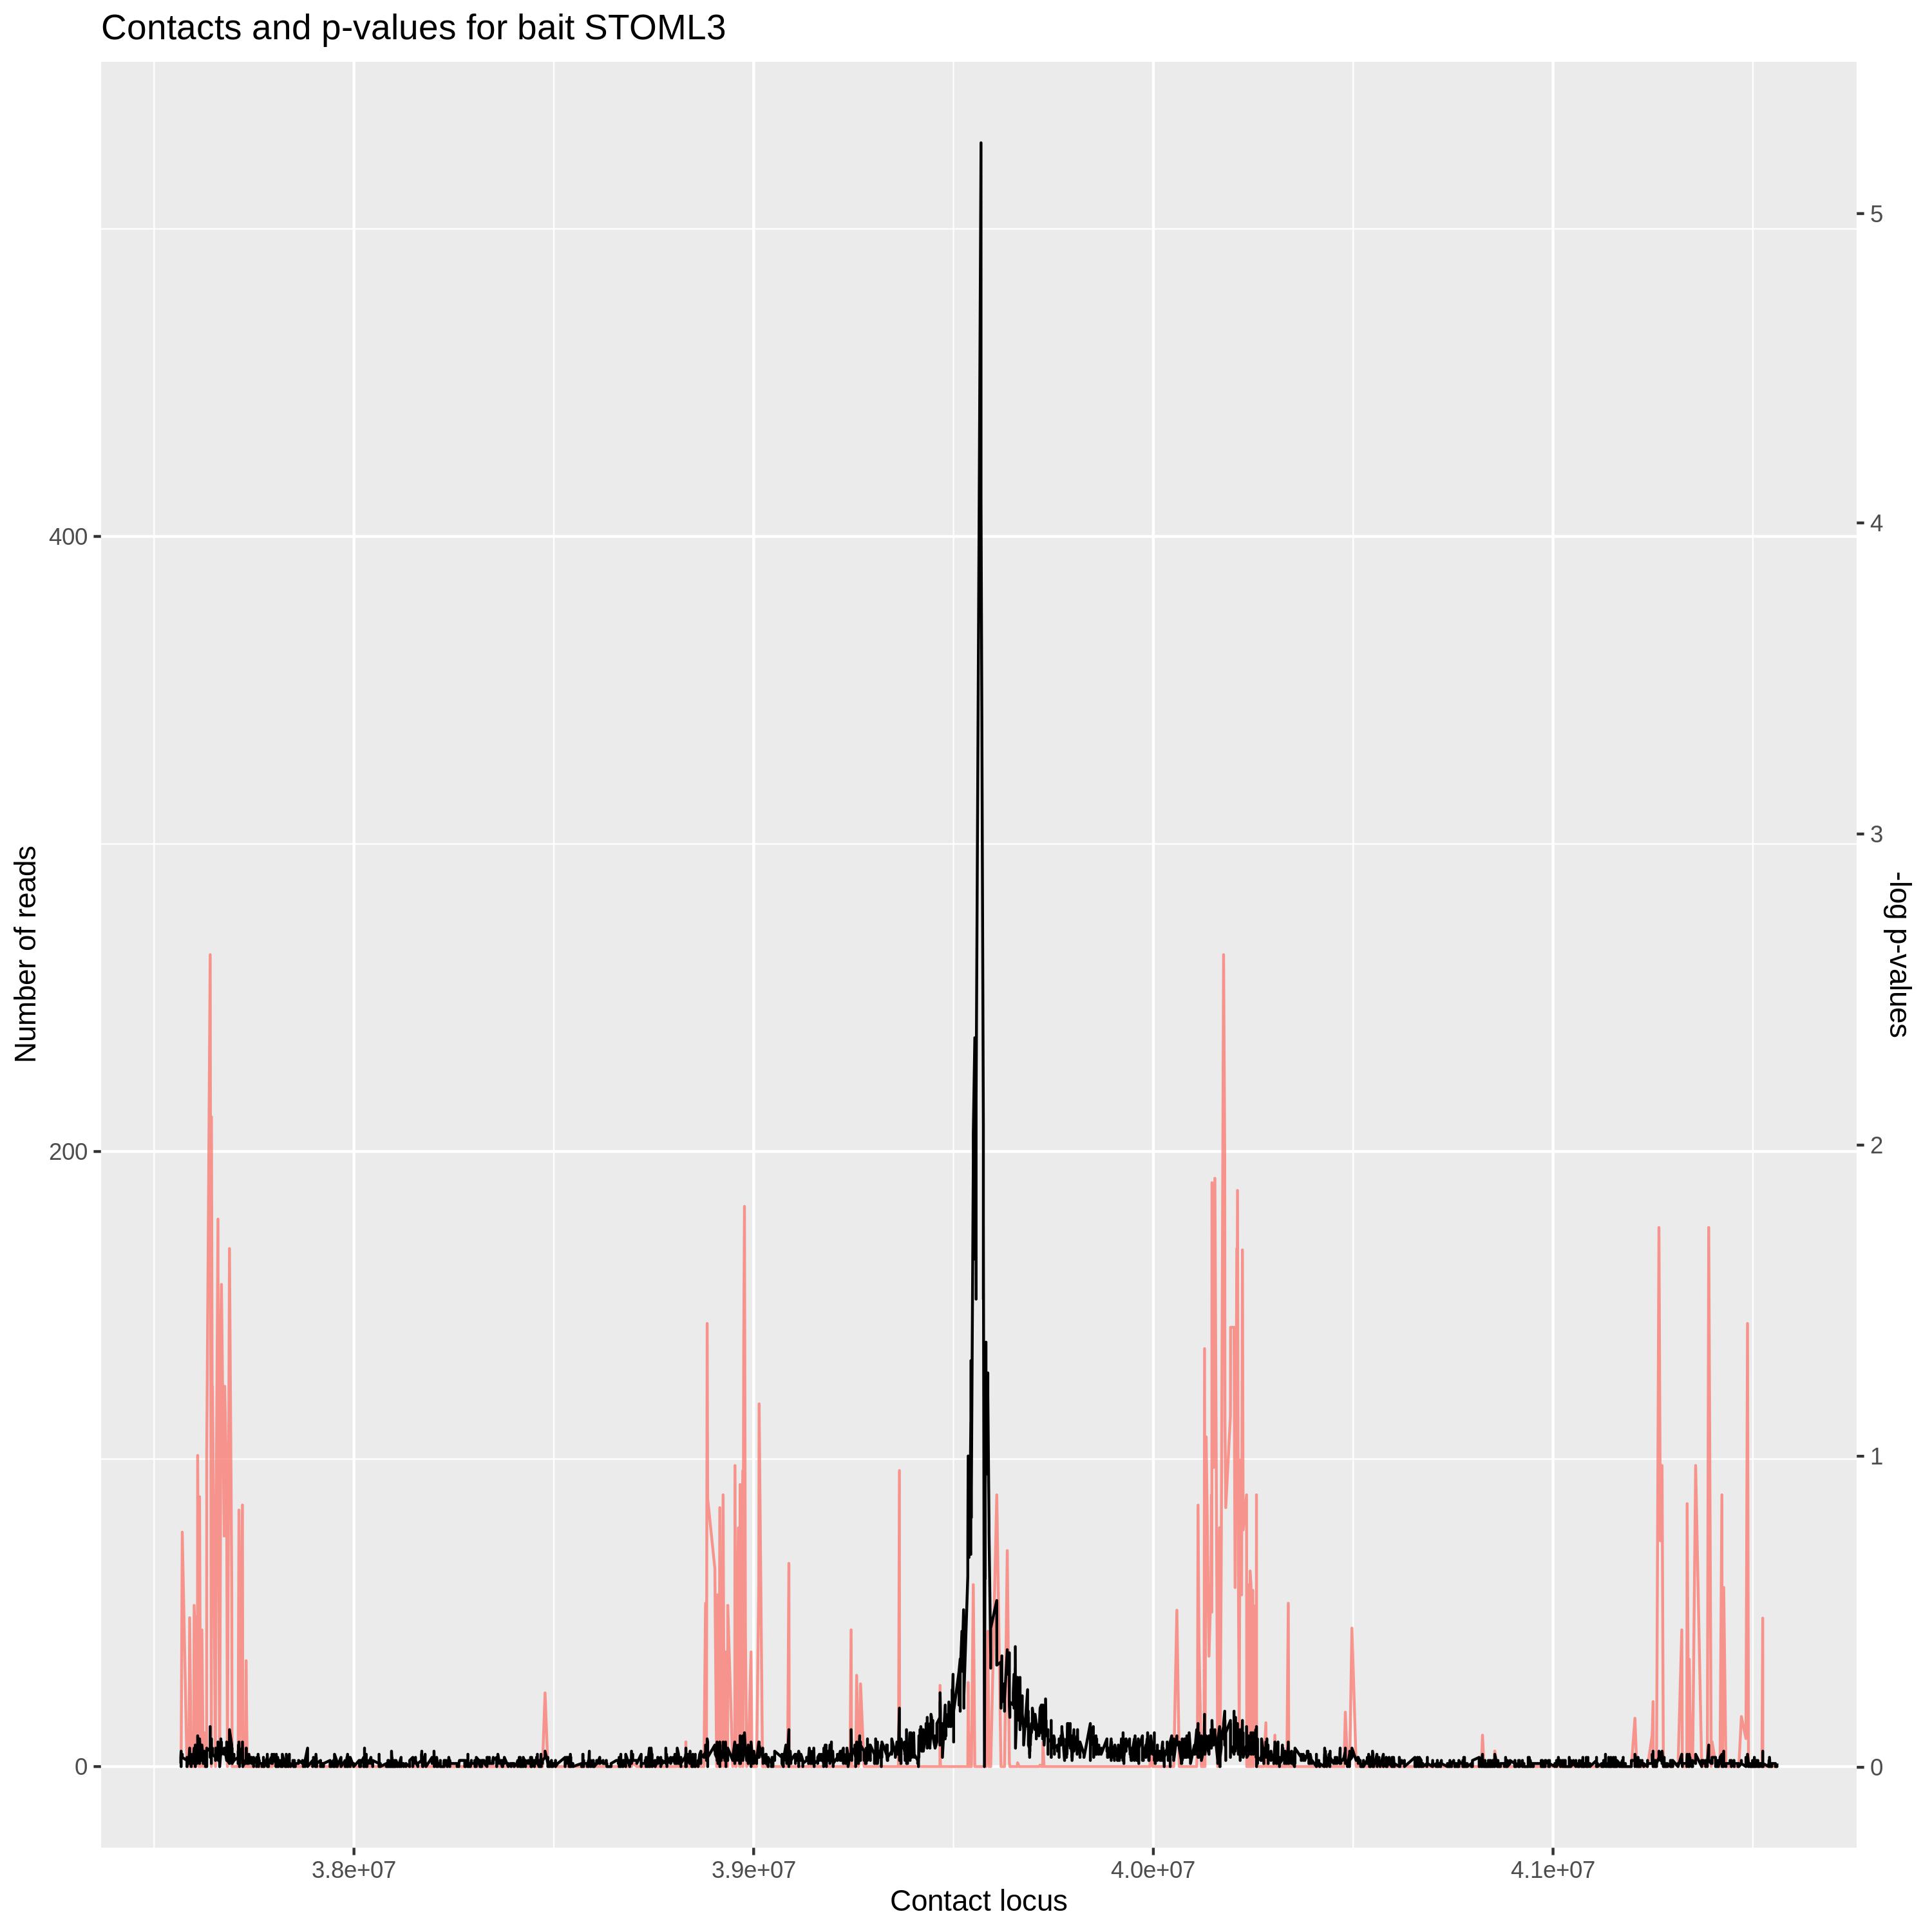 Contacts and p-values for bait STOML3
Number of reads
400
200
0
5
4
3
2
1
0
-log p-values
3.8e+07
3.9e+07
4.0e+07
4.1e+07
Contact locus